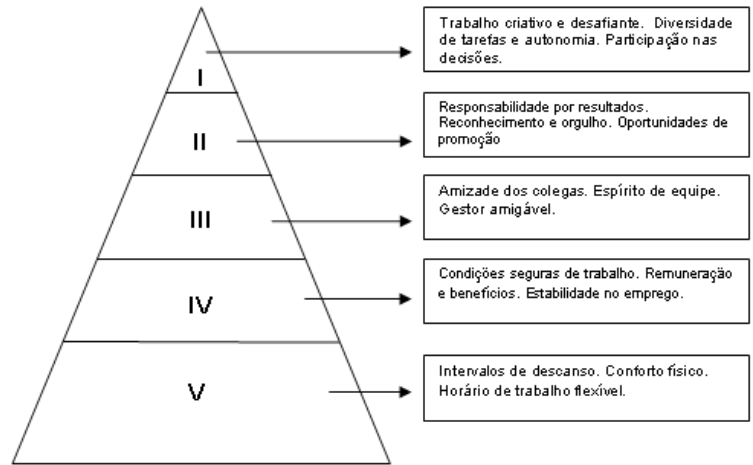 Trabalho criativo e desafiante. Diversidade
de tarefas e autonomia. Participação nas
decisões.
I
Responsabilidade por resultados.
Reconhecimento e orgulho. Oportunidades de
promoção
II
Amizade dos colegas. Espírito de equipe.
Gestor amigável.
III
Condições seguras de trabalho. Remuneração
e benefícios. Estabilidade no emprego.
IV
Intervalos de descanso. Conforto físico.
Horário de trabalho flexível.
V